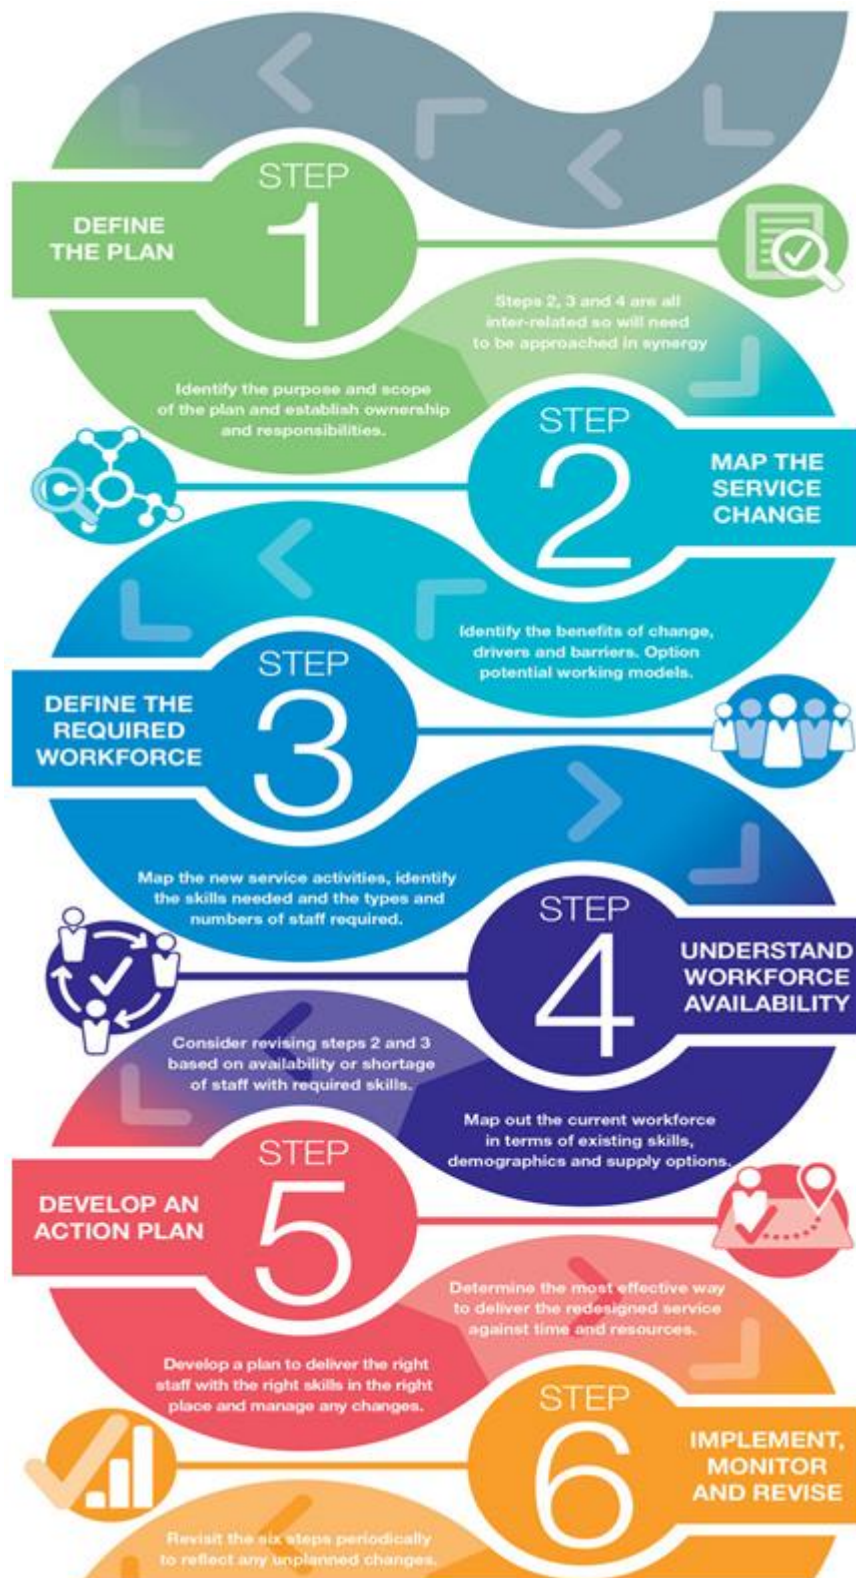 STEP
1
DEFINE
THE PLAN
Identify the purpose and scope
of the plan and establish ownership
and responsibilities.
Steps 2, 3 and 4 are all
inter-related so will need
to be approached in synergy
STEP
2
MAP THE
SERVICE
CHANGE
Identify the benefits of change,
drivers and barriers. Option
potential working models.
STEP
3
DEFINE THE
REQUIRED
WORKFORCE
Map the new service activities, identify
the skills needed and the types and
numbers of staff required.
STEP
4
UNDERSTAND
WORKFORCE
AVAILABILITY
Map out the current workforce
in terms of existing skills,
demographics and supply options.
Consider revising steps 2 and 3
based on availability or shortage
of staff with required skills.
STEP
5
DEVELOP AN
ACTION PLAN
Develop a plan to deliver the right
staff with the right skills in the right
place and manage any changes.
Determine the most effective way
to deliver the redesigned service
against time and resources.
STEP
6
IMPLEMENT,
MONITOR
AND REVISE
Revisit the six steps periodically
to reflect any unplanned changes.